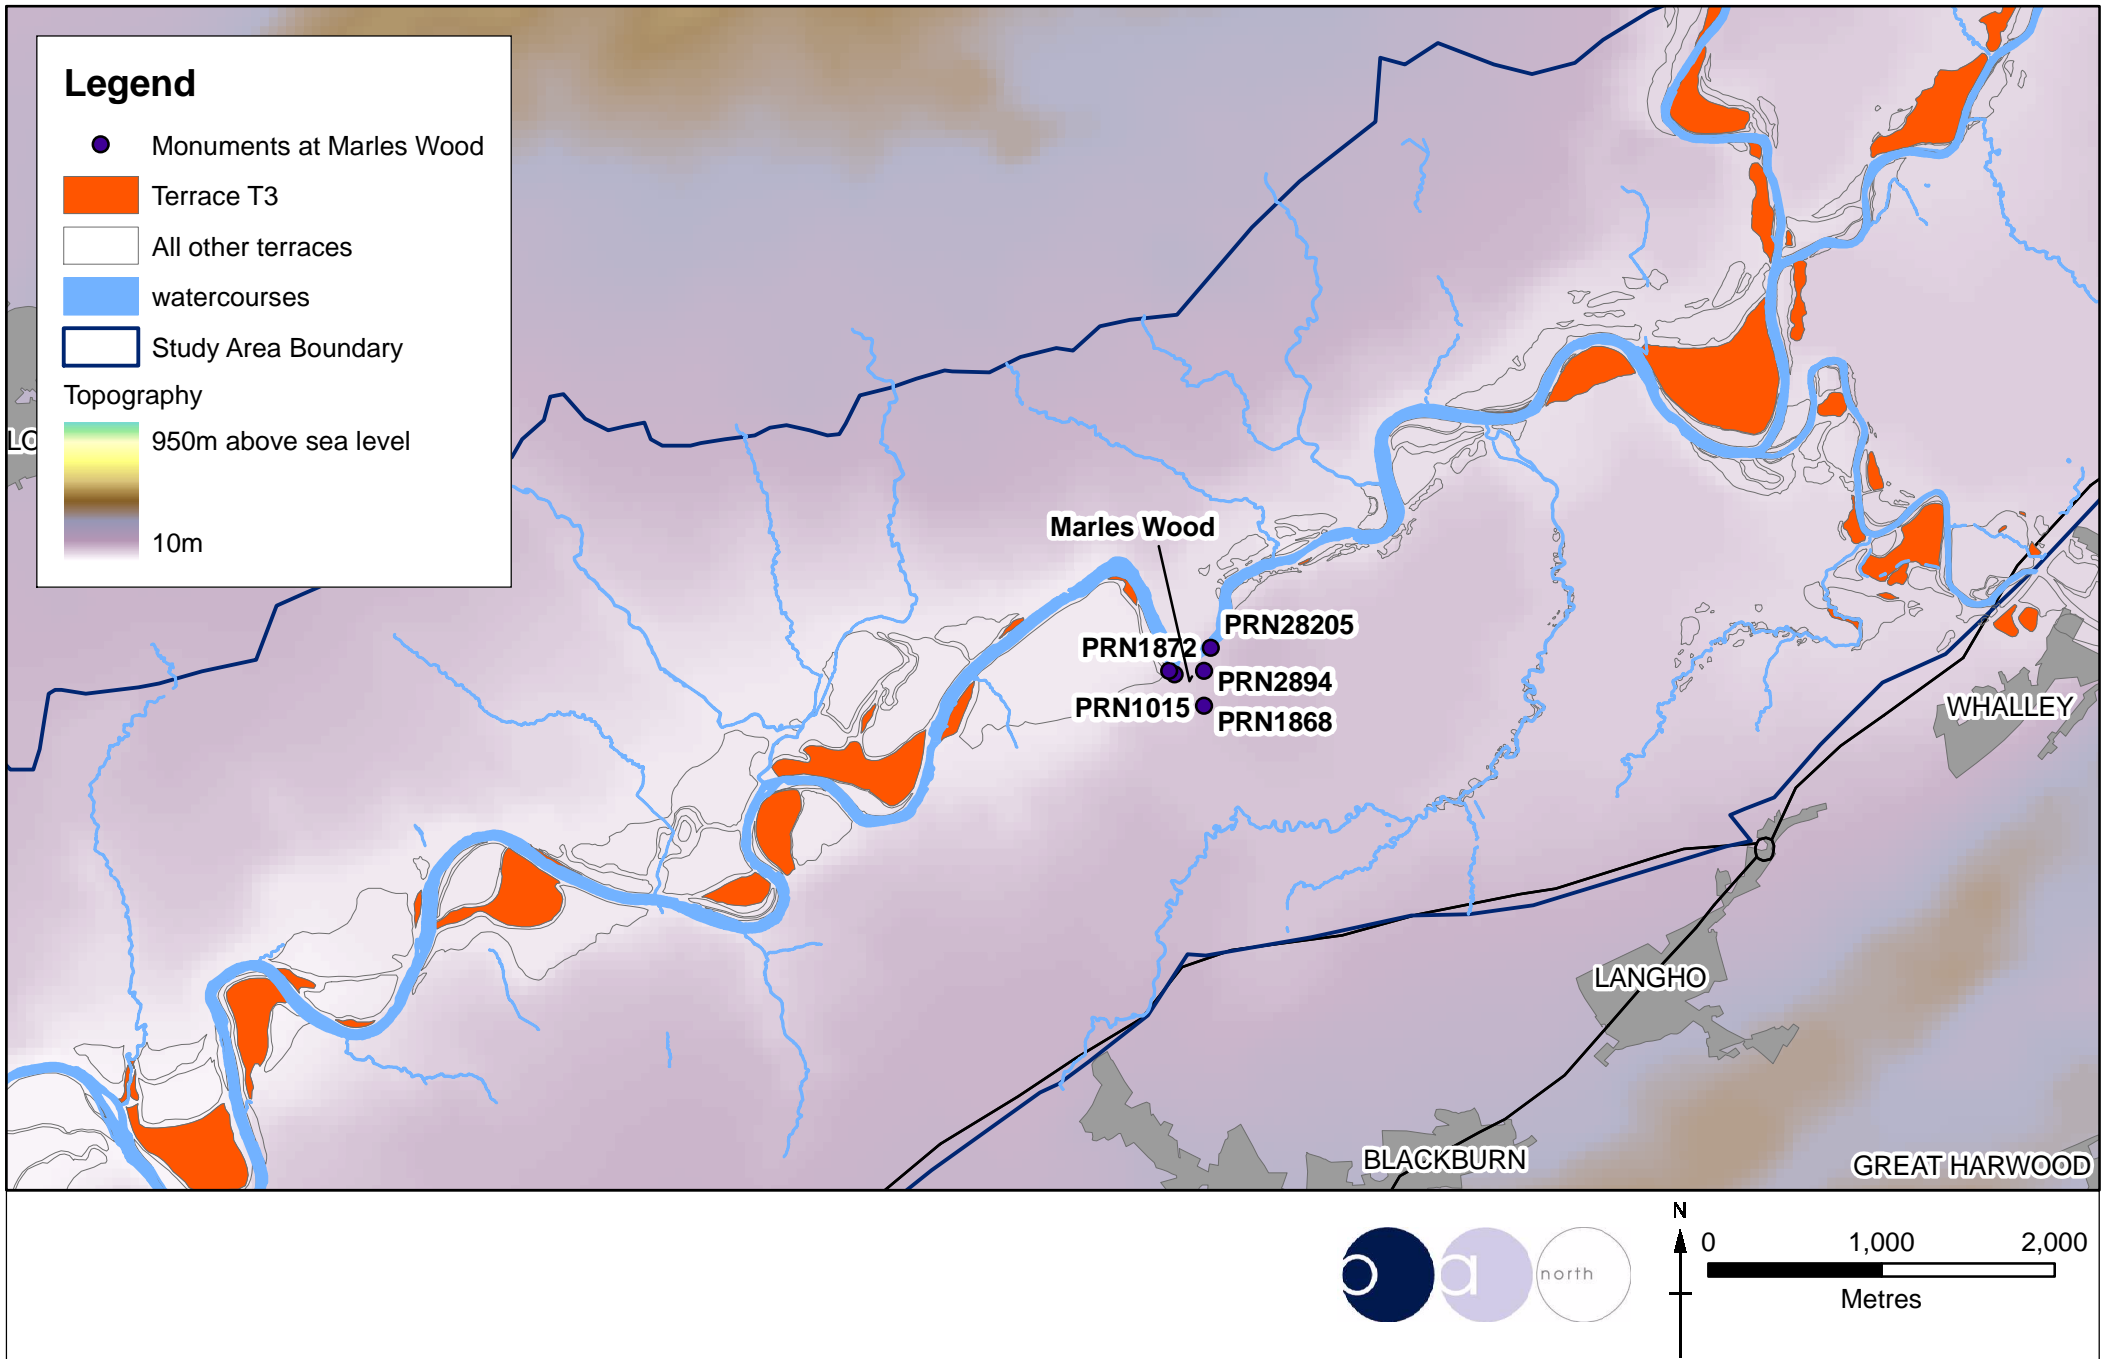 Legend
Monuments at Marles Wood
Terrace T3
All other terraces
watercourses
Study Area Boundary
Topography
950m above sea level
10m
LO
Marles Wood
PRN28205
PRN1872
PRN2894
PRN1015
PRN1868
WHALLEY
LANGHO
BLACKBURN
GREAT HARWOOD
o a north
N
0 1,000 2,000
Metres